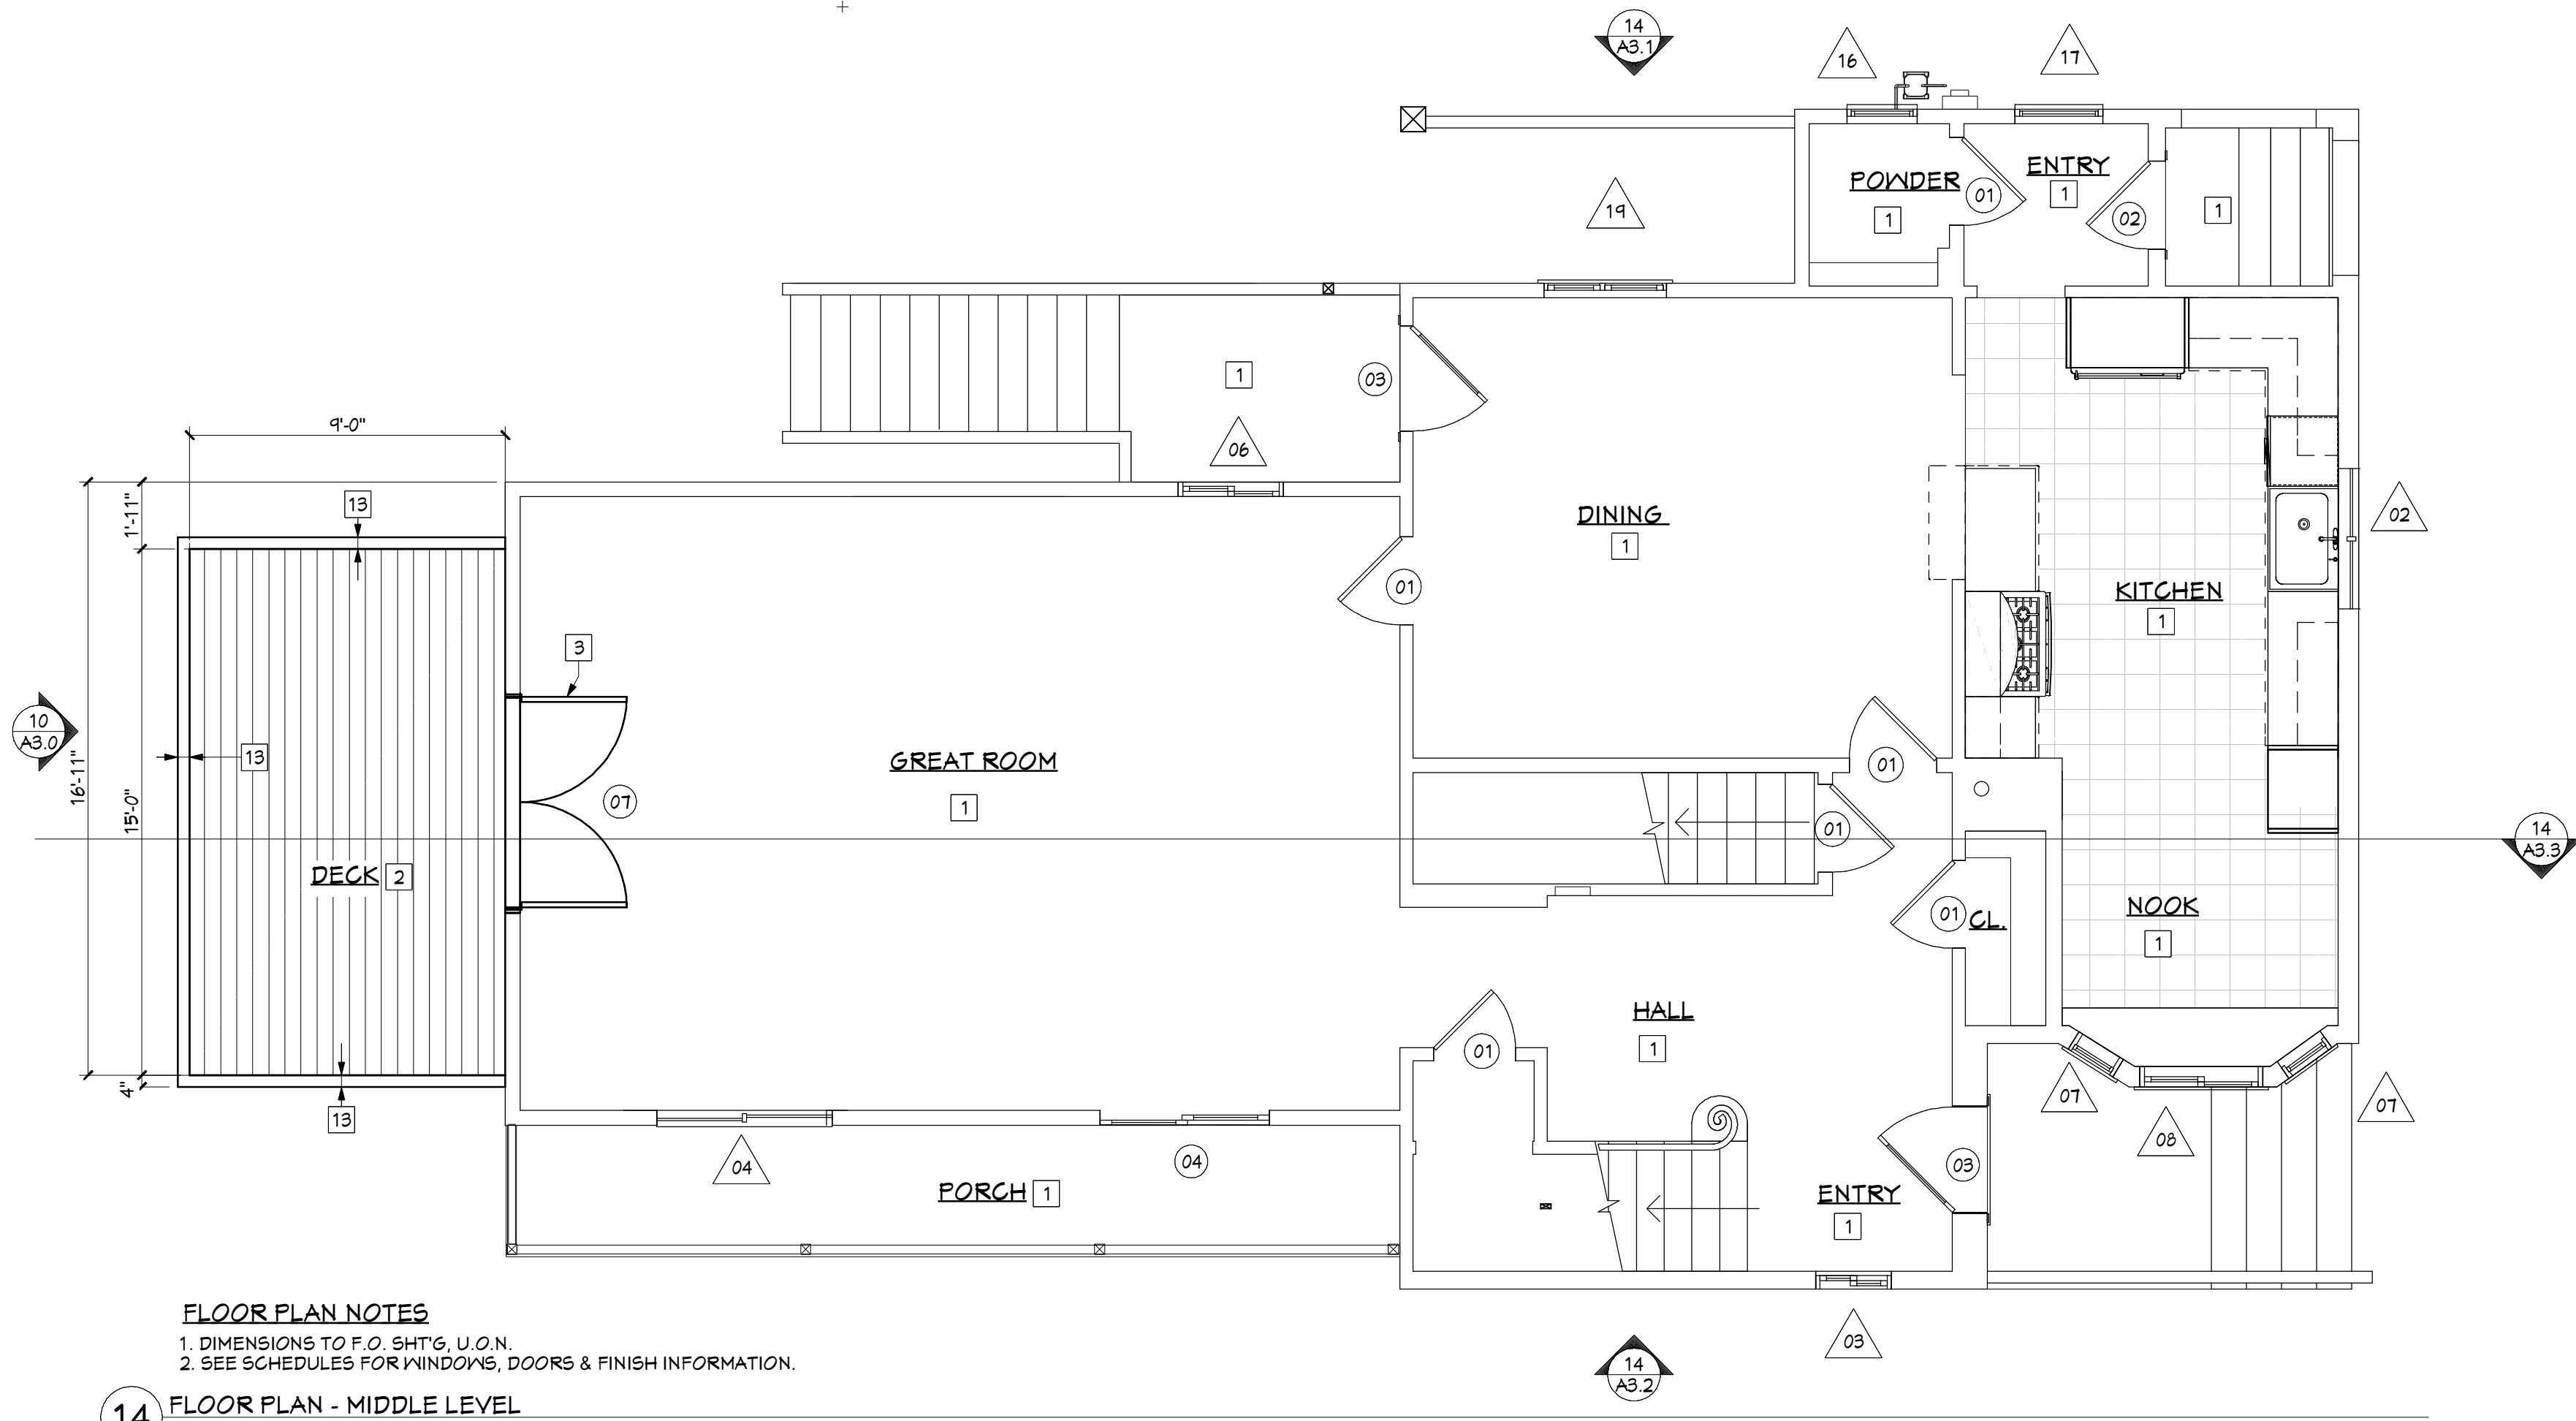 14
A3.1
16
17
POWDER
01
ENTRY
1
1
02
1
19
1
03
06
9'-0"
13
1'-11"
DINING
1
02
01
KITCHEN
1
3
10
A3.0
13
16'-11"
15'-0"
GREAT ROOM
1
07
01
01
14
A3.3
DECK 2
01 CL.
NOOK
1
HALL
1
01
4"
13
07
07
08
04
04
03
PORCH 1
ENTRY
1
03
14
A3.2
FLOOR PLAN NOTES
1. DIMENSIONS TO F.O. SHT'G, U.O.N.
2. SEE SCHEDULES FOR WINDOWS, DOORS & FINISH INFORMATION.
14 FLOOR PLAN - MIDDLE LEVEL